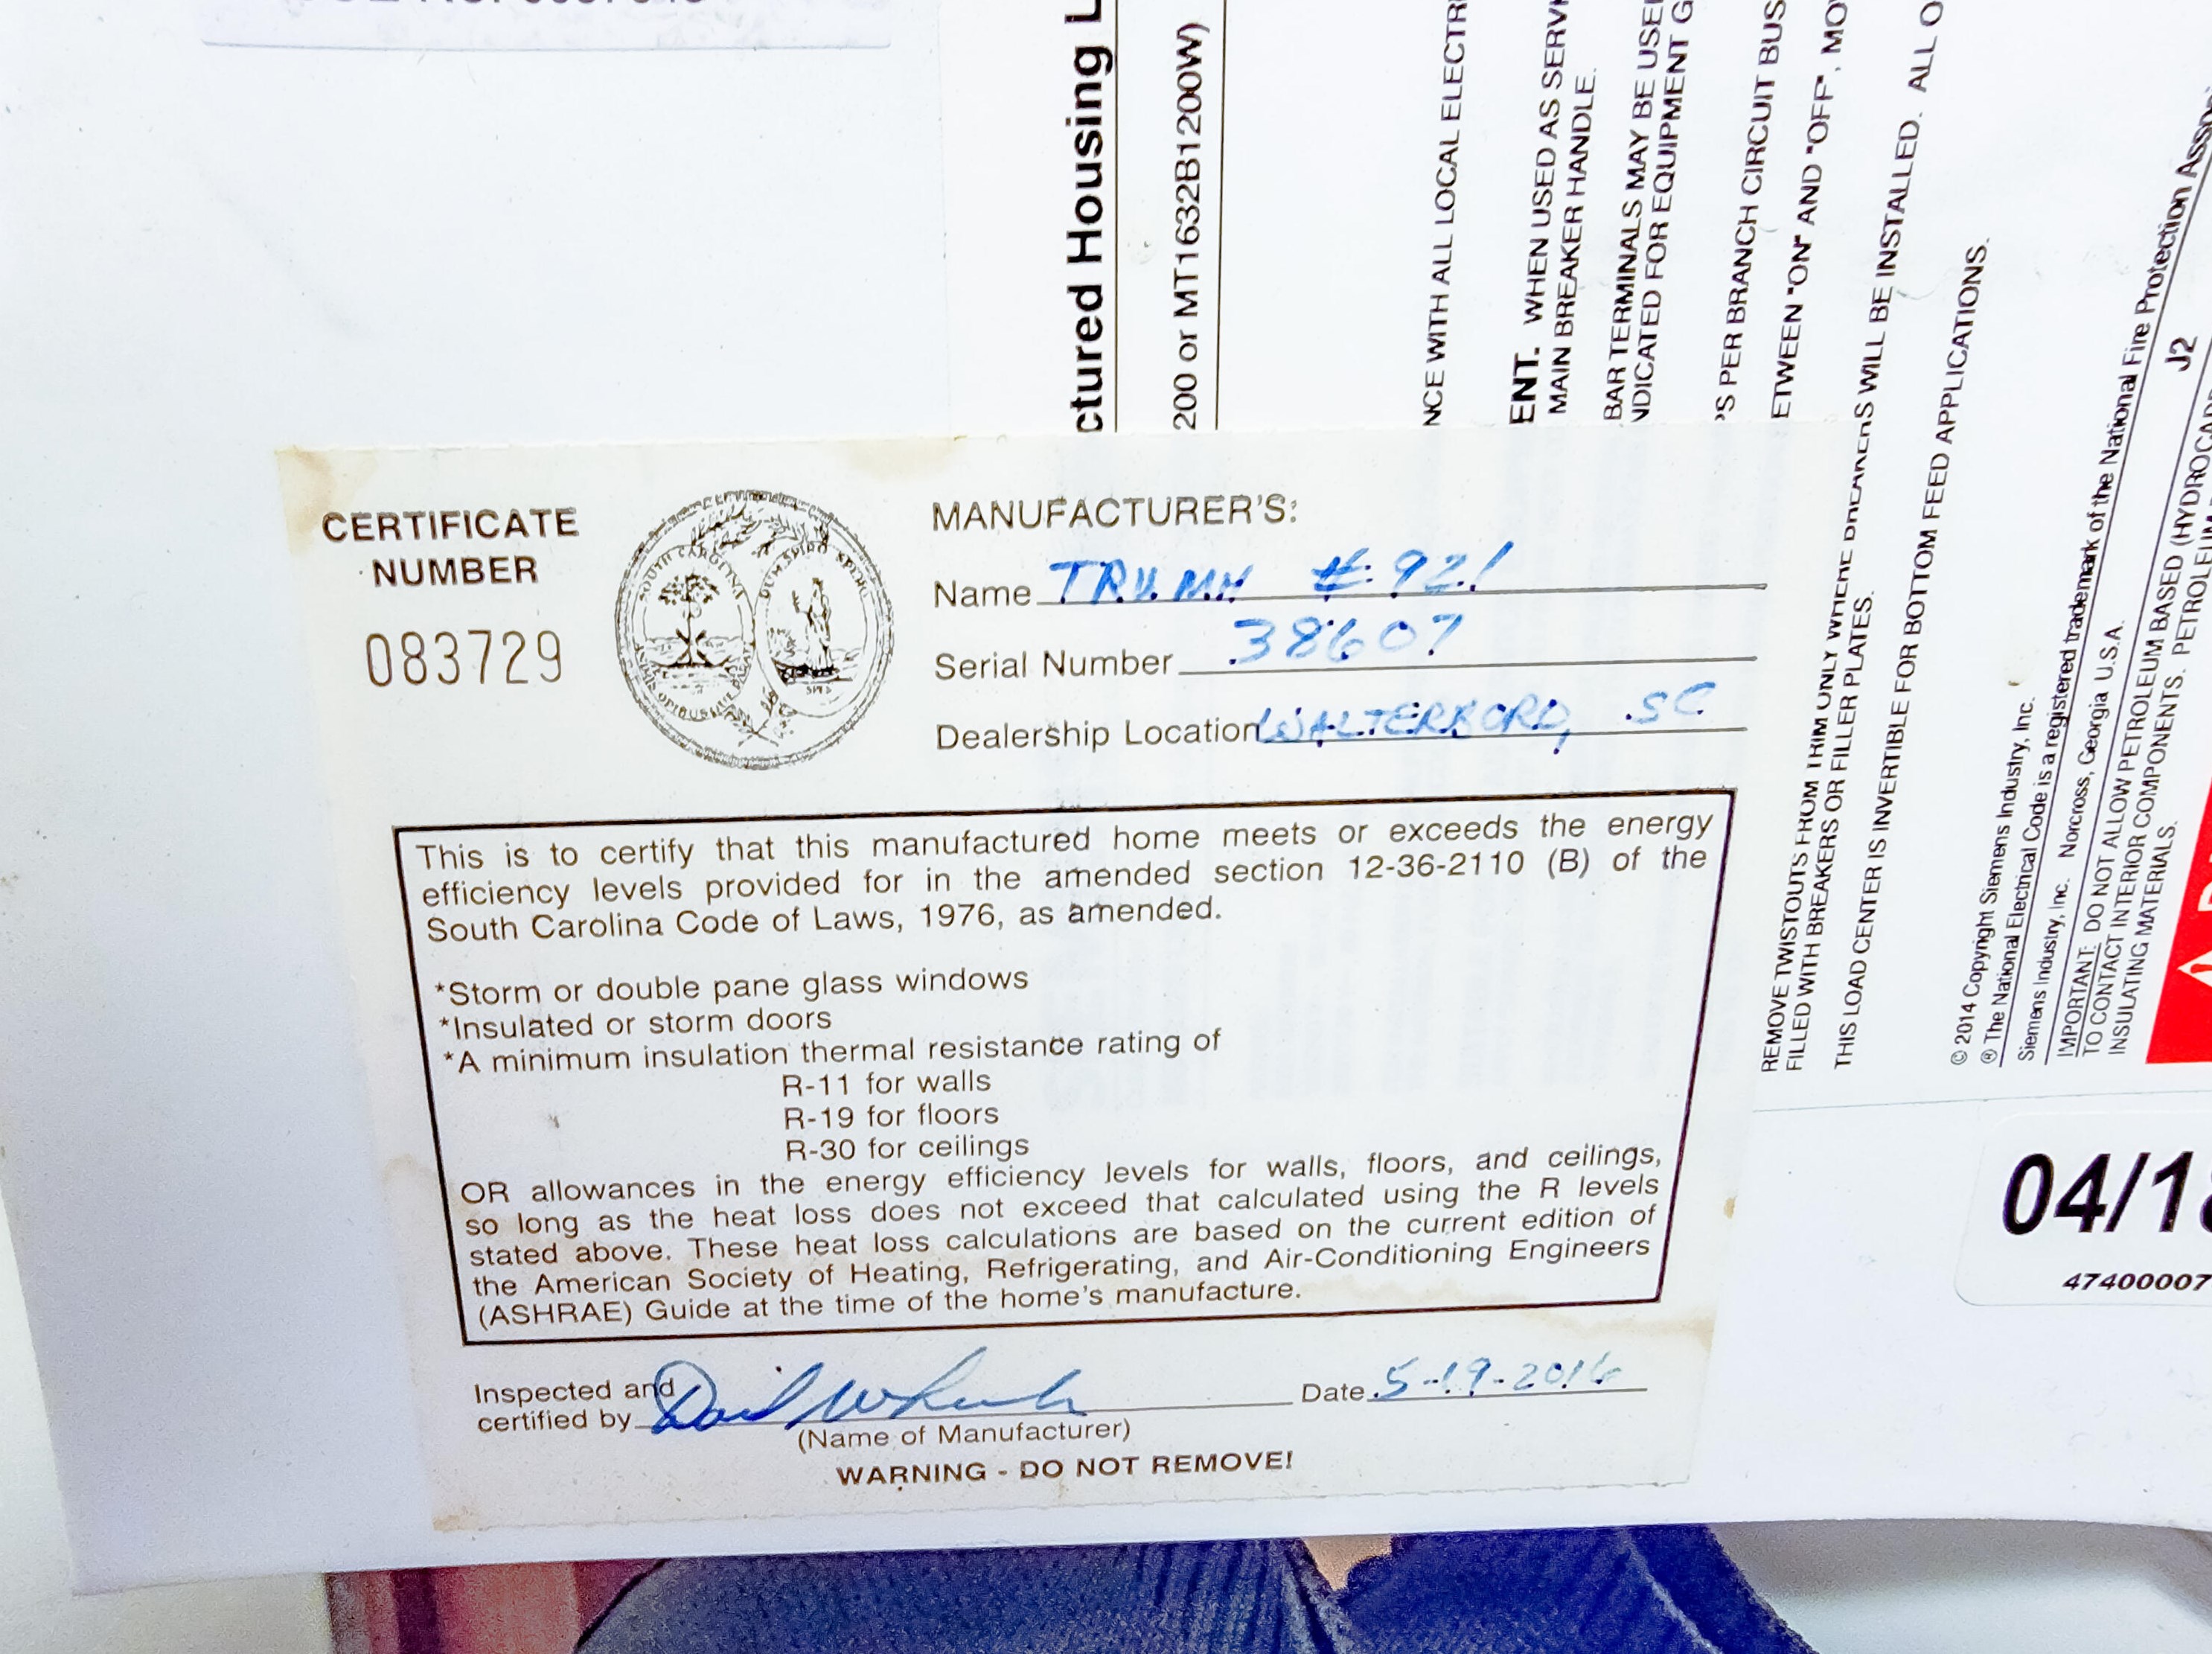 ctured Housing L
200 or MT1632B1200W)
NCE WITH ALL LOCAL ELECTRI
ENT. WHEN USED AS SERVI
MAIN BREAKER HANDLE.
BAR TERMINALS MAY BE USE
NDICATED FOR EQUIPMENT G
PER BRANCH CIRCUIT BUS
ETWEEN "ON" AND "OFF", MO
REMOVE TWISTOUTS FROM TRIM ONLY WHERE BREAKERS WILL BE INSTALLED. ALL O
FILLED WITH BREAKERS OR FILLER PLATES.
THIS LOAD CENTER IS INVERTIBLE FOR BOTTOM FEED APPLICATIONS.
© 2014 Copyright Siemens Industry, Inc.
® The National Electrical Code is a registered trademark of the National Fire Protection Asso
Siemens Industry, Inc. Norcross, Georgia U.S.A.
J2
IMPORTANT: DO NOT ALLOW PETROLEUM BASED (HYDROCAR
TO CONTACT INTERIOR COMPONENTS. PETROLEUM
INSULATING MATERIALS.
04/1
47400007
CERTIFICATE
NUMBER
083729
SOUTH CAROLINA
DUM SPIRO SPERO
SPES
MANUFACTURER'S:
Name TRUMH #921
Serial Number 38607
Dealership Location WALTERBORO, SC
This is to certify that this manufactured home meets or exceeds the energy
efficiency levels provided for in the amended section 12-36-2110 (B) of the
South Carolina Code of Laws, 1976, as amended.
*Storm or double pane glass windows
*Insulated or storm doors
*A minimum insulation thermal resistance rating of
R-11 for walls
R-19 for floors
R-30 for ceilings
OR allowances in the energy efficiency levels for walls, floors, and ceilings,
so long as the heat loss does not exceed that calculated using the R levels
stated above. These heat loss calculations are based on the current edition of
the American Society of Heating, Refrigerating, and Air-Conditioning Engineers
(ASHRAE) Guide at the time of the home's manufacture.
Inspected and
certified by
Date 5-19-2016
(Name of Manufacturer)
WARNING - DO NOT REMOVE!